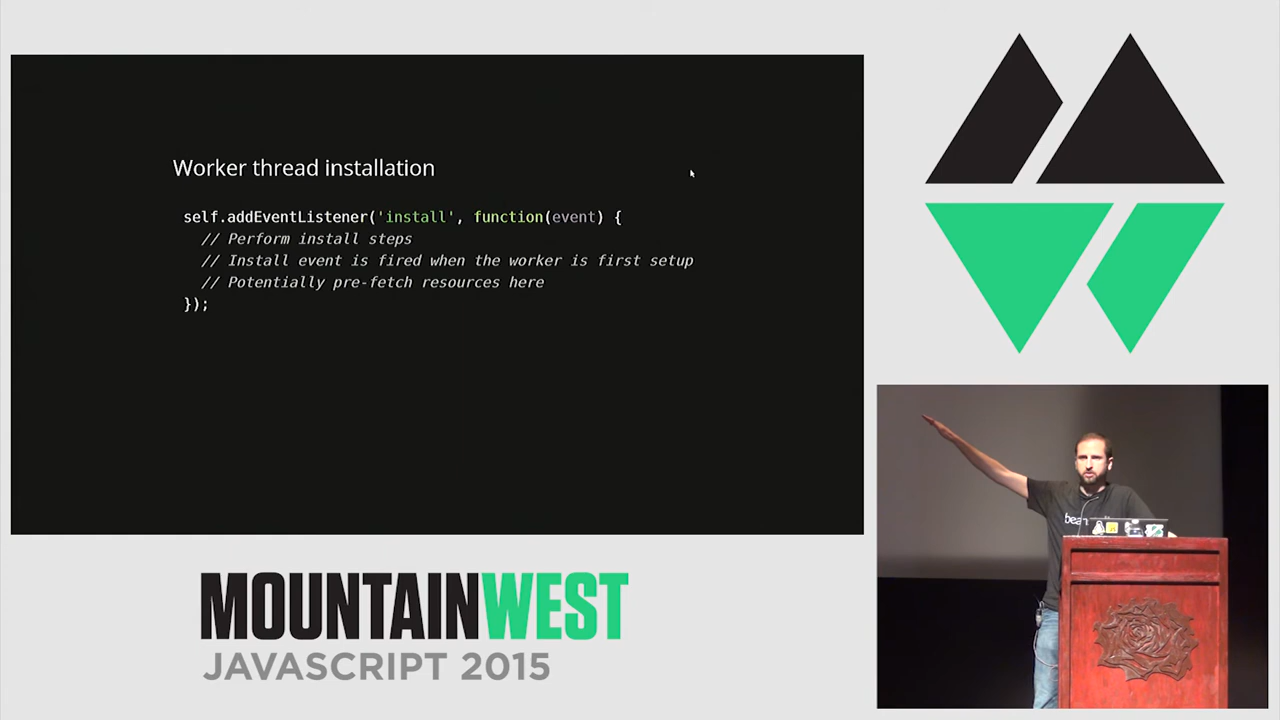 Worker thread installation
self.addEventListener('install', function(event) {
// Perform install steps
// Install event is fired when the worker is first setup
// Potentially pre-fetch resources here
});
MOUNTAINWEST
JAVASCRIPT 2015